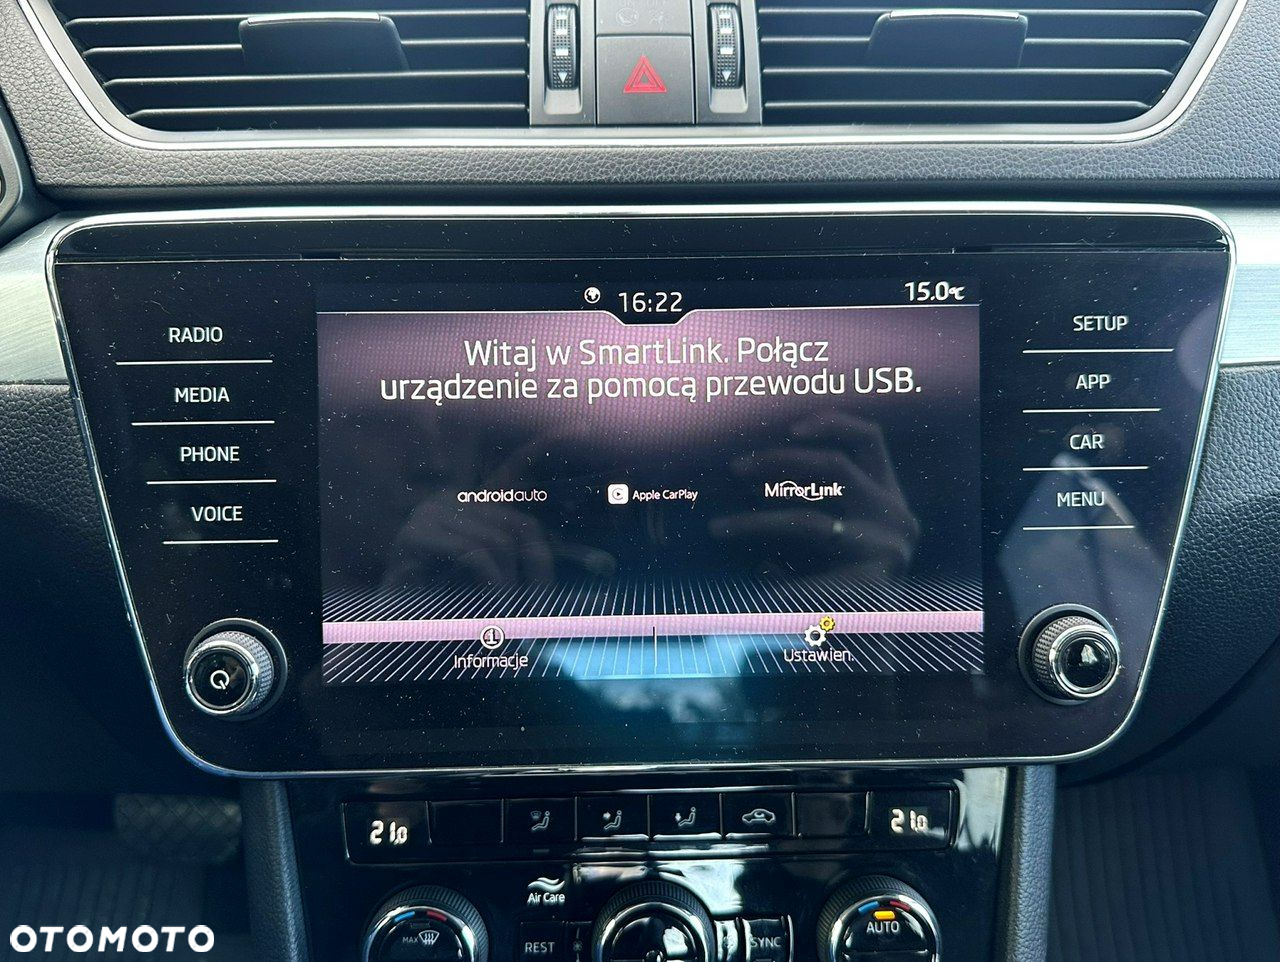 16:22
15.0°C
RADIO
MEDIA
PHONE
VOICE
Witaj w SmartLink. Połącz
urządzenie za pomocą przewodu USB.
androidauto
Apple CarPlay
MirrorLink
Informacje
Ustawien.
SETUP
APP
CAR
MENU
21.0
21.0
Air Care
MAX
REST
SYNC
AUTO
OTOMOTO